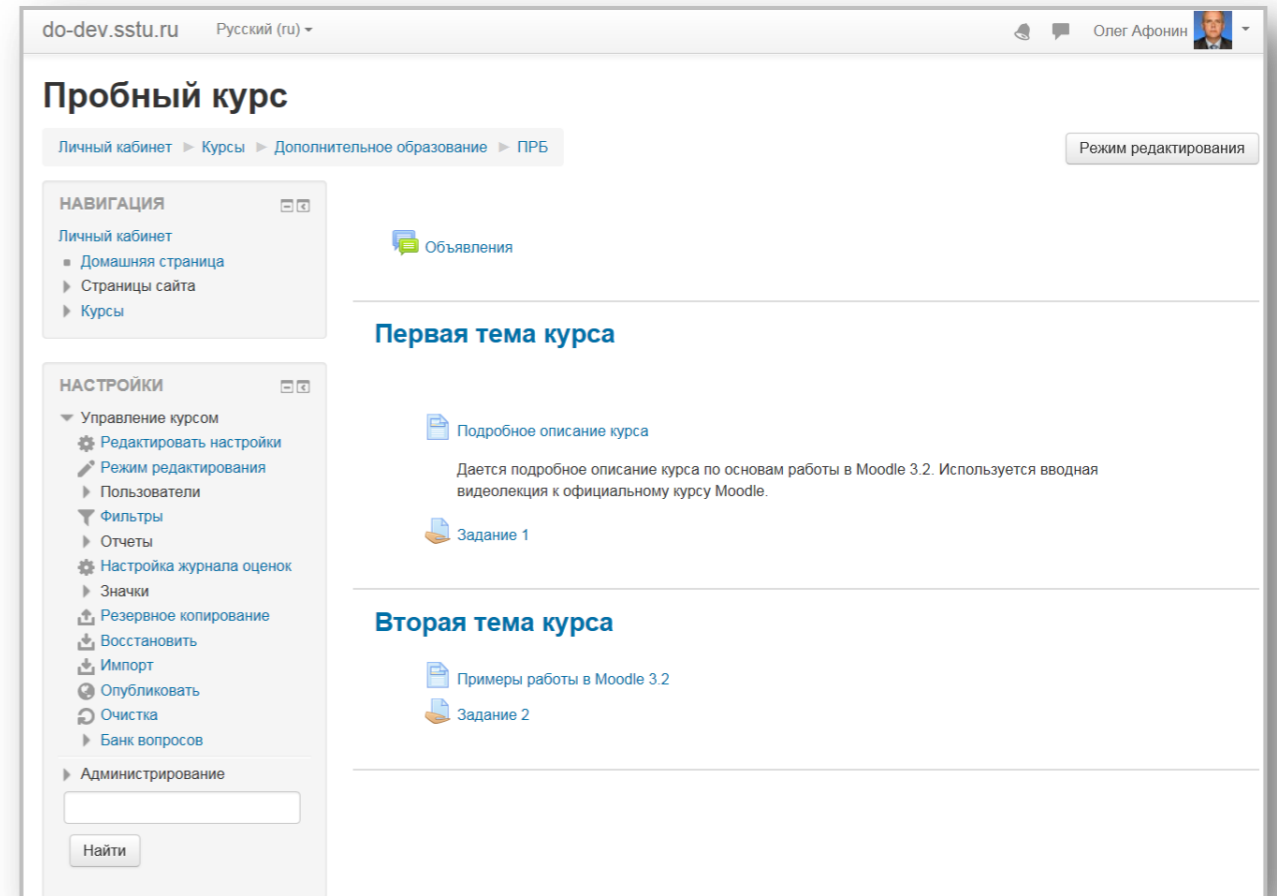 do-dev.sstu.ru Русский (ru)
Олег Афонин
Пробный курс
Личный кабинет Курсы Дополнительное образование ПРБ
Режим редактирования
НАВИГАЦИЯ
Личный кабинет
Домашняя страница
Страницы сайта
Курсы
НАСТРОЙКИ
Управление курсом
Редактировать настройки
Режим редактирования
Пользователи
Фильтры
Отчеты
Настройка журнала оценок
Значки
Резервное копирование
Восстановить
Импорт
Опубликовать
Очистка
Банк вопросов
Администрирование
Найти
Объявления
Первая тема курса
Подробное описание курса
Дается подробное описание курса по основам работы в Moodle 3.2. Используется вводная
видеолекция к официальному курсу Moodle.
Задание 1
Вторая тема курса
Примеры работы в Moodle 3.2
Задание 2